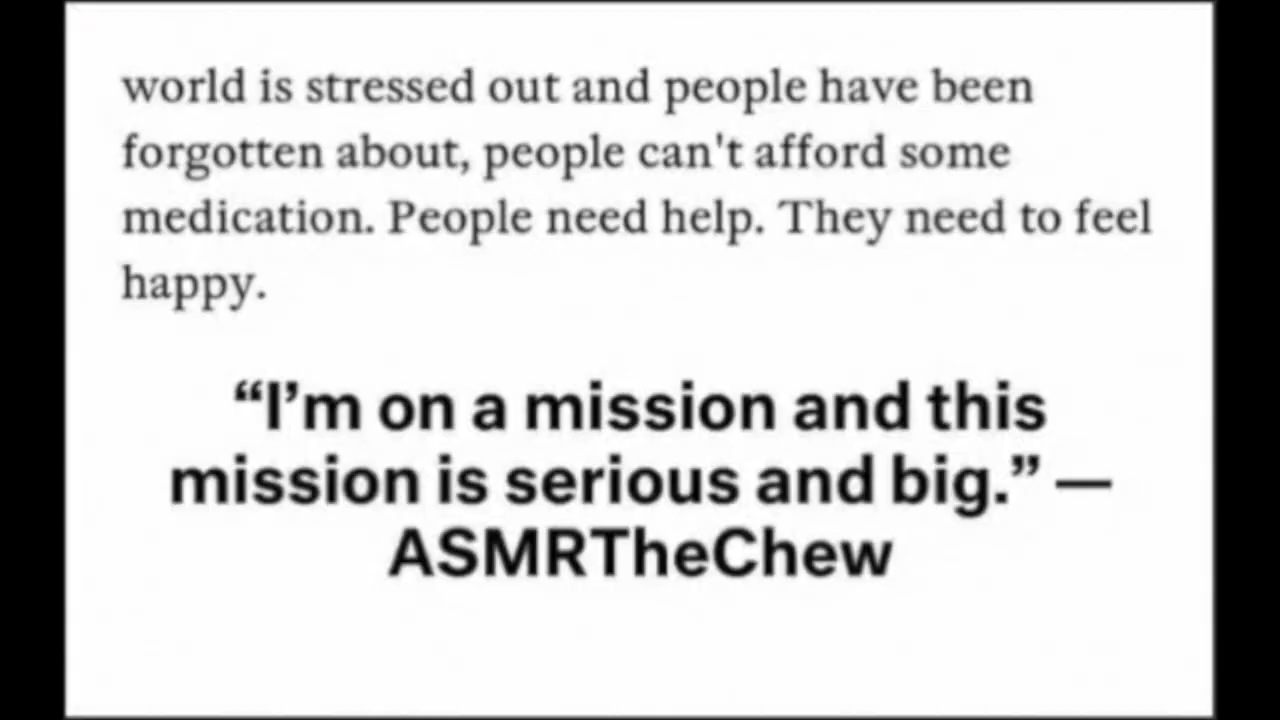 world is stressed out and people have been
forgotten about, people can't afford some
medication. People need help. They need to feel
happy.
“I’m on a mission and this
mission is serious and big.” —
ASMRTheChew